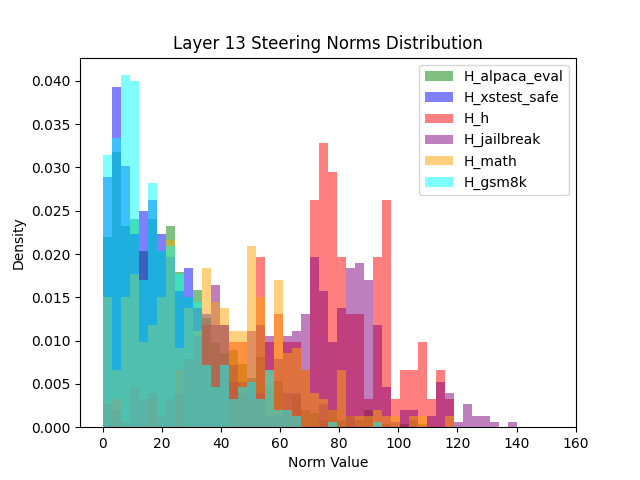 Layer 13 Steering Norms Distribution
H_alpaca_eval
H_xstest_safe
H_h
H_jailbreak
H_math
H_gsm8k
Density
0.040
0.035
0.030
0.025
0.020
0.015
0.010
0.005
0.000
0 20 40 60 80 100 120 140 160
Norm Value